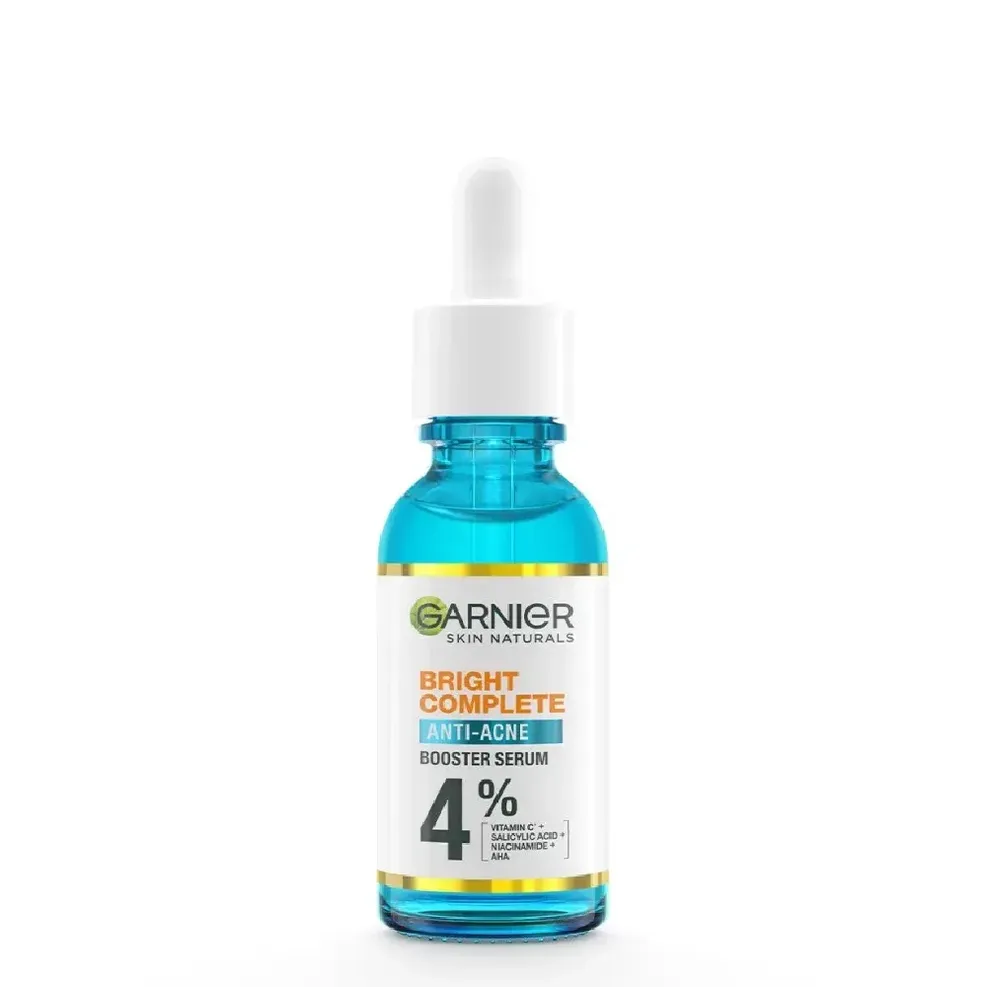 GARNIER
SKIN NATURALS
BRIGHT
COMPLETE
ANTI-ACNE
BOOSTER SERUM
4%
[VITAMIN C* +
SALICYLIC ACID +
NIACINAMIDE +
AHA]